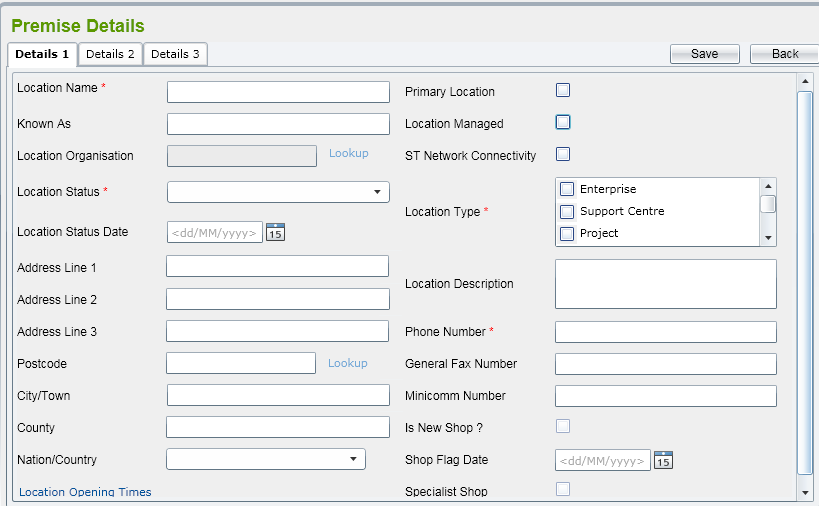 Premise Details
Details 1 Details 2 Details 3 Save Back
Location Name * Primary Location
Known As Location Managed
Location Organisation Lookup ST Network Connectivity
Location Status * Location Type * Enterprise
Support Centre
Project
Location Status Date <dd/MM/yyyy> 15
Address Line 1 Location Description
Address Line 2
Address Line 3 Phone Number *
Postcode Lookup General Fax Number
City/Town Minicomm Number
County Is New Shop ?
Nation/Country Shop Flag Date <dd/MM/yyyy> 15
Location Opening Times Specialist Shop